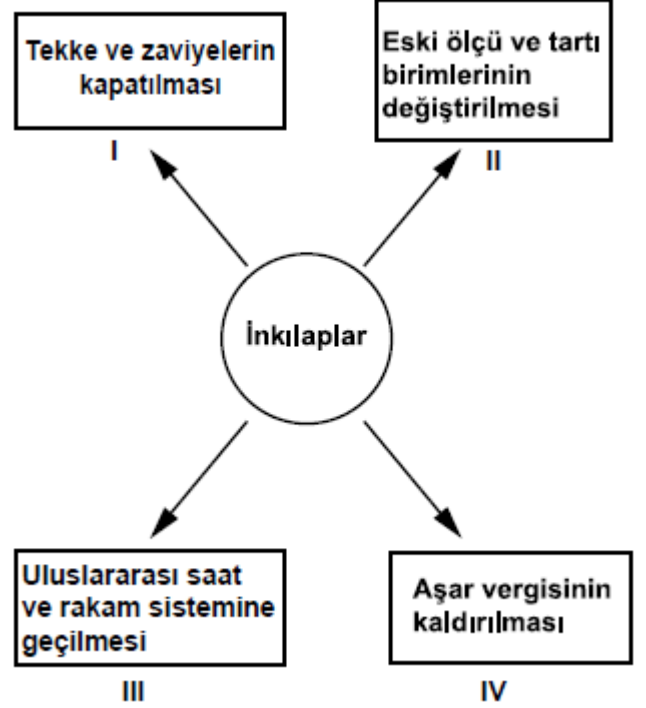 Tekke ve zaviyelerin
kapatılması
I
Eski ölçü ve tartı
birimlerinin
değiştirilmesi
II
İnkılaplar
Uluslararası saat
ve rakam sistemine
geçilmesi
III
Aşar vergisinin
kaldırılması
IV